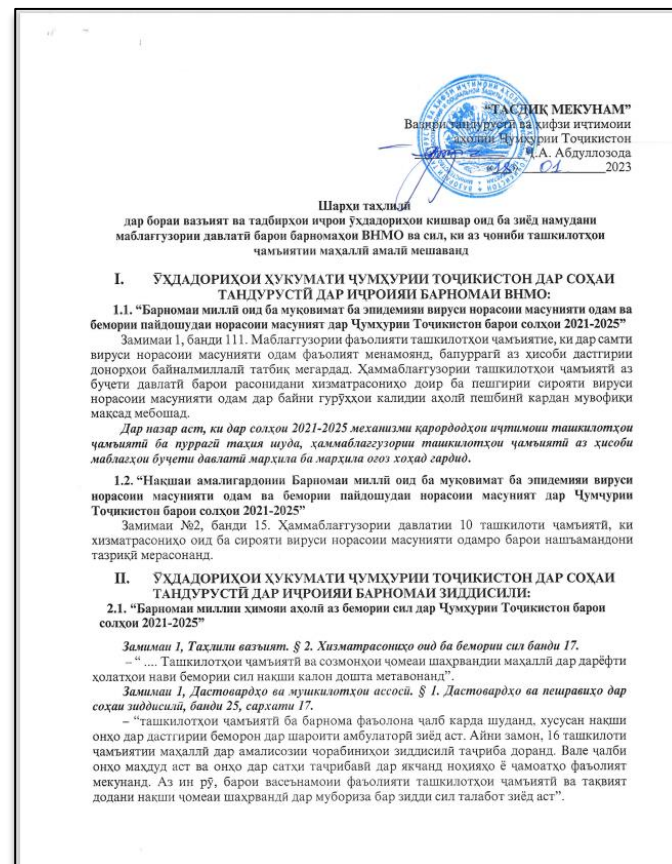 “ТАСДИҚ МЕКУНАМ”
Вазири тандурустӣ ва ҳифзи иҷтимоии
аҳолии Ҷумҳурии Тоҷикистон
Ҷ.А. Абдуллозода
01 2023
Шарҳи таҳлилӣ
дар бораи вазъият ва тадбирҳои иҷрои ӯҳдадориҳои кишвар оид ба зиёд намудани
маблағгузории давлатӣ барои барномаҳои ВНМО ва сил, ки аз ҷониби ташкилотҳои
ҷамъиятии маҳаллӣ амалӣ мешаванд
I. ӮҲДАДОРИҲОИ ҲУКУМАТИ ҶУМҲУРИИ ТОҶИКИСТОН ДАР СОҲАИ
ТАНДУРУСТӢ ДАР ИҶРОИЯИ БАРНОМАИ ВНМО:
1.1. “Барномаи миллӣ оид ба муқовимат ба эпидемияи вируси норасоии масунияти одам ва
бемории пайдошудаи норасоии масуният дар Ҷумҳурии Тоҷикистон барои солҳои 2021-2025”
Замимаи 1, банди 111. Маблағгузории фаъолияти ташкилотҳои ҷамъиятие, ки дар самти
вируси норасоии масунияти одам фаъолият менамоянд, бапуррагӣ аз ҳисоби дастгирии
донорҳои байналмиллалӣ татбиқ мегардад. Ҳаммаблағгузории ташкилотҳои ҷамъиятӣ аз
буҷети давлатӣ барои расонидани хизматрасониҳо доир ба пешгирии сирояти вируси
норасоии масунияти одам дар байни гурӯҳҳои калидии аҳолӣ пешбинӣ кардан мувофиқи
мақсад мебошад.
Дар назар аст, ки дар солҳои 2021-2025 механизми қарордодҳои иҷтимоии ташкилотҳои
ҷамъиятӣ ба пуррагӣ таҳия шуда, ҳаммаблағгузории ташкилотҳои ҷамъиятӣ аз ҳисоби
маблағҳои буҷети давлатӣ марҳила ба марҳила оғоз хоҳад гардид.
1.2. “Нақшаи амалигардонии Барномаи миллӣ оид ба муқовимат ба эпидемияи вируси
норасоии масунияти одам ва бемории пайдошудаи норасоии масуният дар Ҷумҷурии
Тоҷикистон барои солҳои 2021-2025”
Замимаи №2, банди 15. Ҳаммаблағгузории давлатии 10 ташкилоти ҷамъиятӣ, ки
хизматрасониҳо оид ба сирояти вируси норасоии масунияти одамро барои нашъамандони
тазриқӣ мерасонанд.
II. ӮҲДАДОРИҲОИ ҲУКУМАТИ ҶУМҲУРИИ ТОҶИКИСТОН ДАР СОҲАИ
ТАНДУРУСТӢ ДАР ИҶРОИЯИ БАРНОМАИ ЗИДДИСИЛИ:
2.1. “Барномаи миллии ҳимояи аҳолӣ аз бемории сил дар Ҷумҳурии Тоҷикистон барои
солҳои 2021-2025”
Замимаи 1, Таҳлили вазъият. § 2. Хизматрасониҳо оид ба бемории сил банди 17.
– “ .... Ташкилотҳои ҷамъиятӣ ва созмонҳои ҷомеаи шаҳрвандии маҳаллӣ дар дарёфти
ҳолатҳои нави бемории сил нақши калон дошта метавонанд”.
Замимаи 1, Дастовардҳо ва мушкилотҳои ассосӣ. § 1. Дастовардҳо ва пешравиҳо дар
соҳаи зиддисилӣ, банди 25, сархати 17.
– “ташкилотҳои ҷамъиятӣ ба барнома фаъолона ҷалб карда шуданд, хусусан нақши
онҳо дар дастгирии беморон дар шароити амбулаторӣ зиёд аст. Айни замон, 16 ташкилоти
ҷамъиятии маҳаллӣ дар амалисозии чорабиниҳои зиддисилӣ таҷриба доранд. Вале ҷалби
онҳо маҳдуд аст ва онҳо дар сатҳи таҷрибавӣ дар якчанд ноҳияҳо ё ҷамоатҳо фаъолият
мекунанд. Аз ин рӯ, барои васеънамоии фаъолияти ташкилотҳои ҷамъиятӣ ва тақвият
додани нақши ҷомеаи шаҳрвандӣ дар мубориза бар зидди сил талабот зиёд аст”.